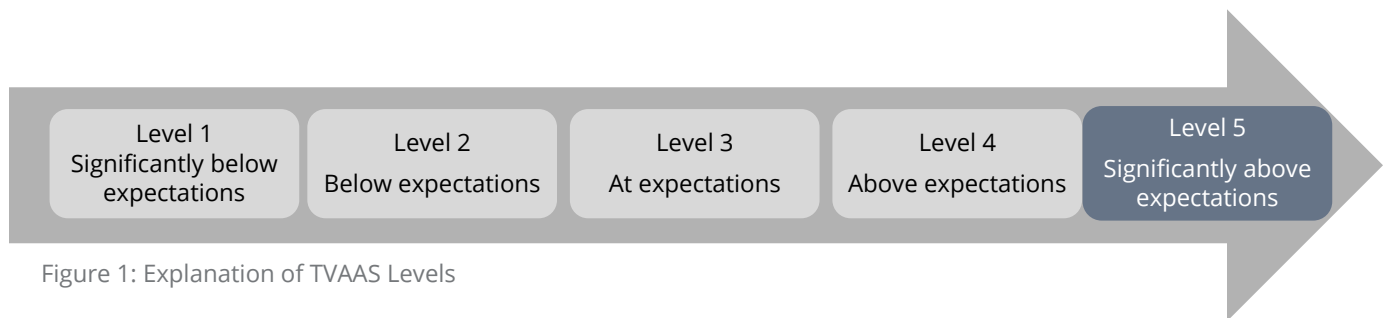 Level 1
Significantly below
expectations
Level 2
Below expectations
Level 3
At expectations
Level 4
Above expectations
Level 5
Significantly above
expectations
Figure 1: Explanation of TVAAS Levels